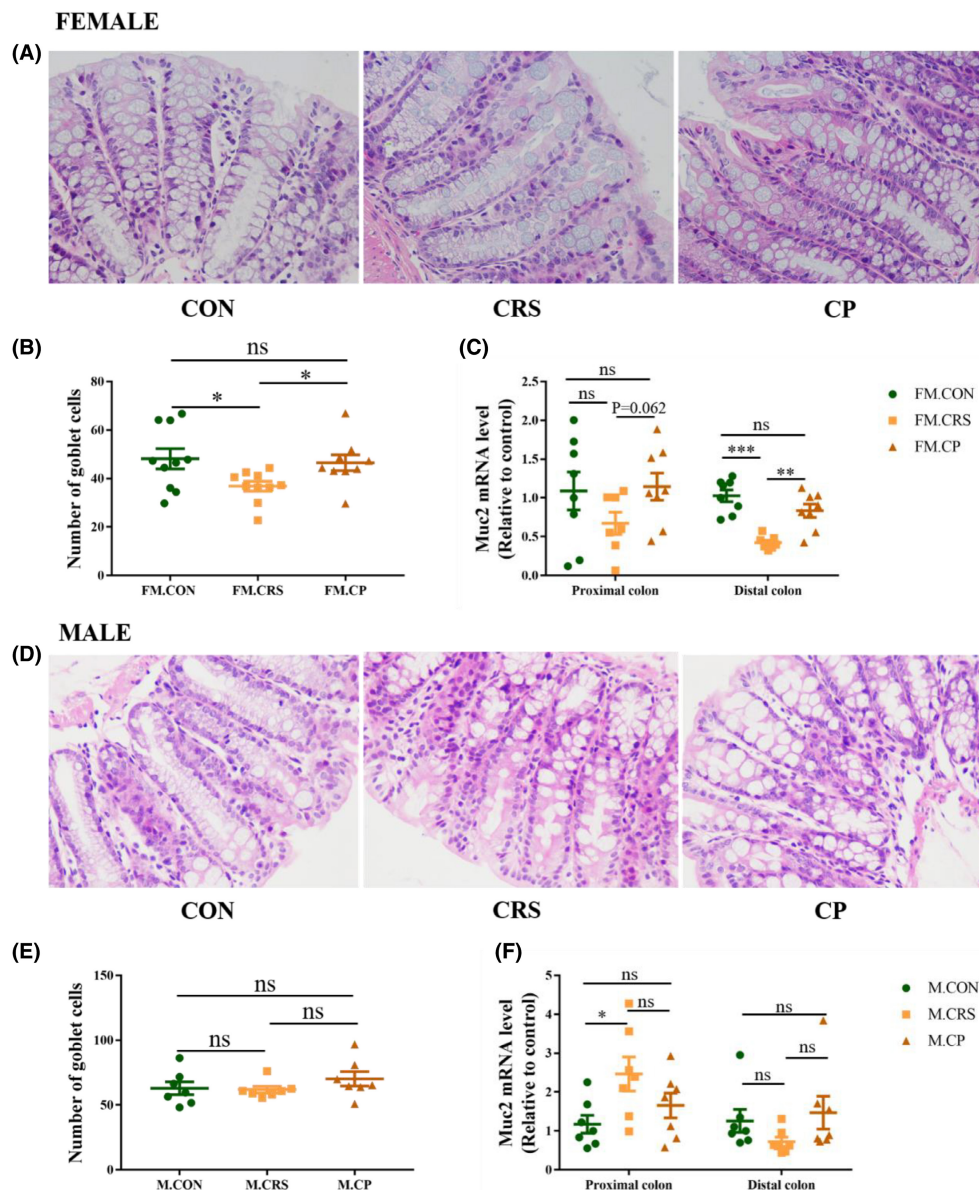 FEMALE
(A)
CON CRS CP
(B)
ns
* *
Number of goblet cells
80
60
40
20
0
FM.CON FM.CRS FM.CP
(C)
ns
ns
P=0.062
ns
***
**
Muc2 mRNA level
(Relative to control)
2.5
2.0
1.5
1.0
0.5
0.0
Proximal colon Distal colon
FM.CON
FM.CRS
FM.CP
MALE
(D)
CON CRS CP
(E)
ns
ns ns
Number of goblet cells
150
100
50
0
M.CON M.CRS M.CP
(F)
ns
* ns
ns
ns
ns
Muc2 mRNA level
(Relative to control)
5
4
3
2
1
0
Proximal colon Distal colon
M.CON
M.CRS
M.CP